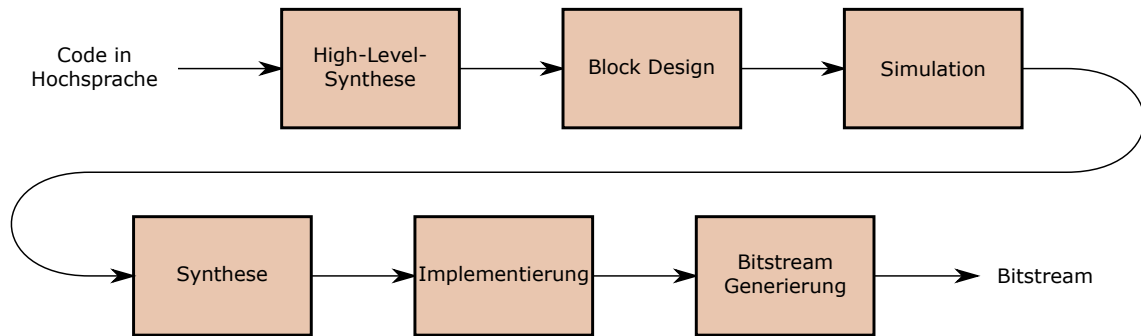 Code in
Hochsprache
High-Level-
Synthese
Block Design
Simulation
Synthese
Implementierung
Bitstream
Generierung
Bitstream